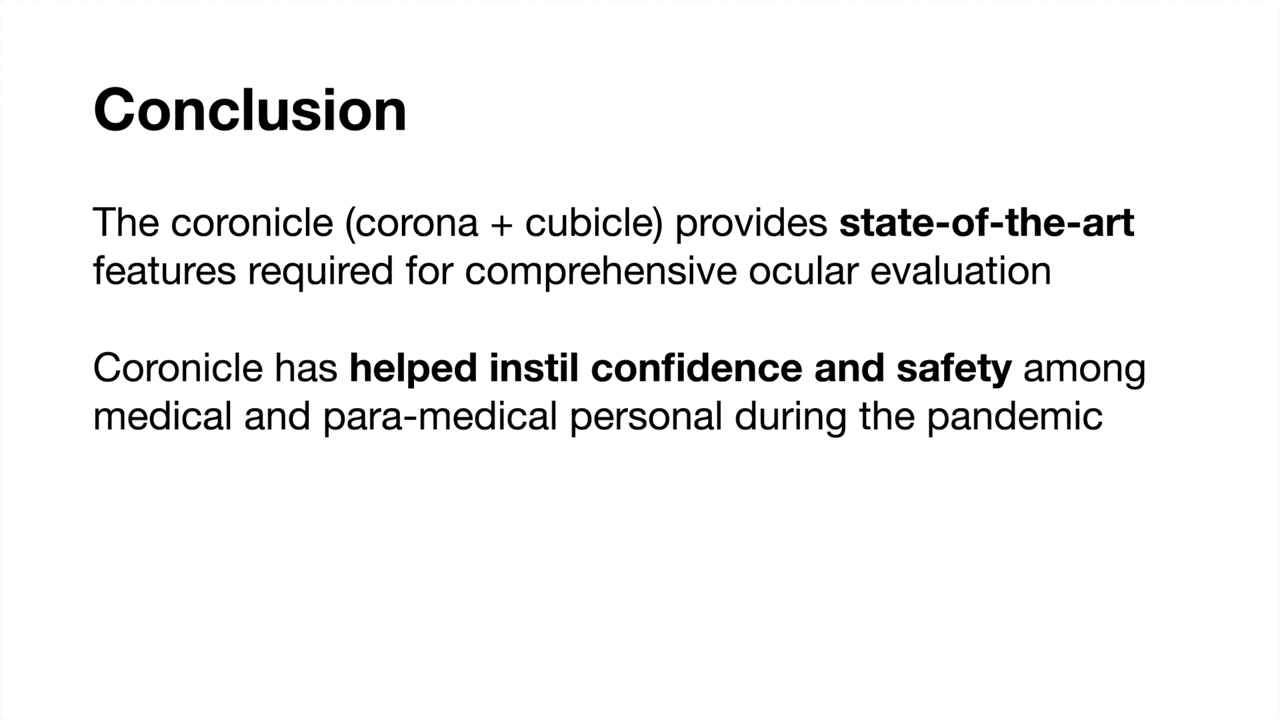 Conclusion
The coronicle (corona + cubicle) provides state-of-the-art
features required for comprehensive ocular evaluation
Coronicle has helped instil confidence and safety among
medical and para-medical personal during the pandemic